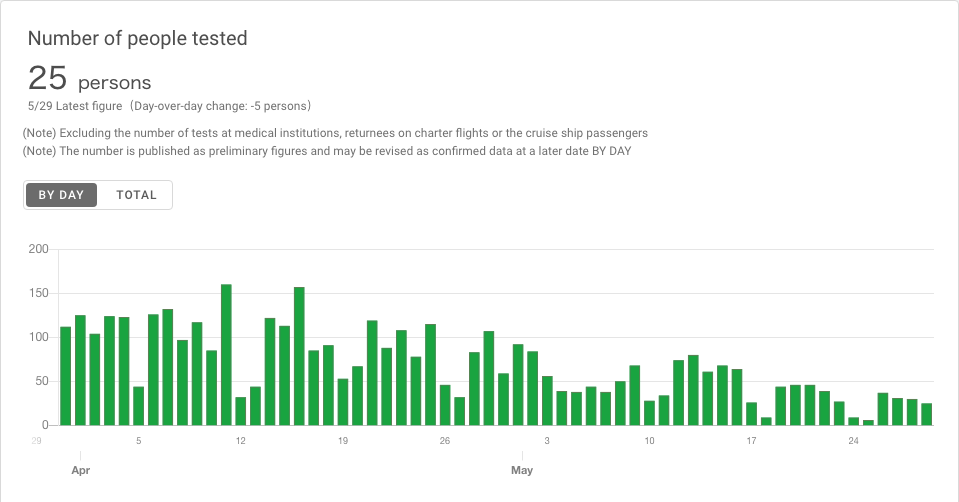 Number of people tested
25 persons
5/29 Latest figure（Day-over-day change: -5 persons）
(Note) Excluding the number of tests at medical institutions, returnees on charter flights or the cruise ship passengers
(Note) The number is published as preliminary figures and may be revised as confirmed data at a later date BY DAY
BY DAY TOTAL
200
150
100
50
0
29 5 12 19 26 3 10 17 24
Apr May